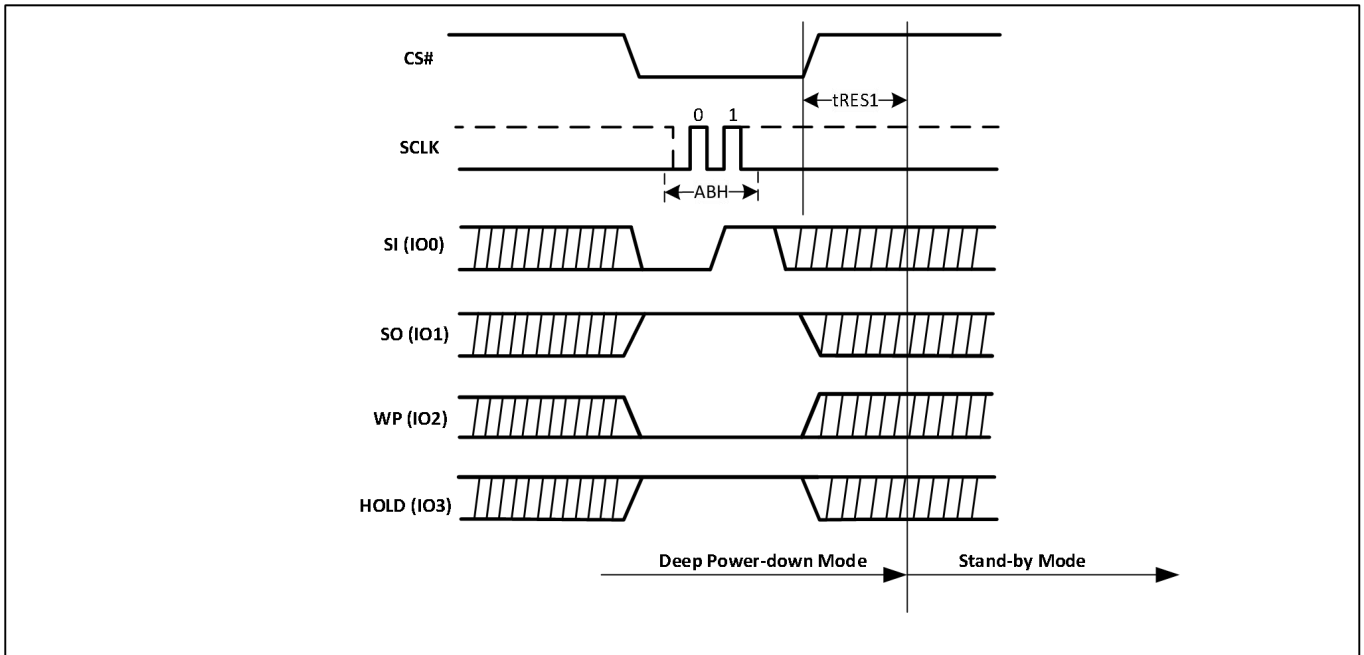 CS#
tRES1
0 1
SCLK
ABH
SI (IO0)
SO (IO1)
WP (IO2)
HOLD (IO3)
Deep Power-down Mode Stand-by Mode